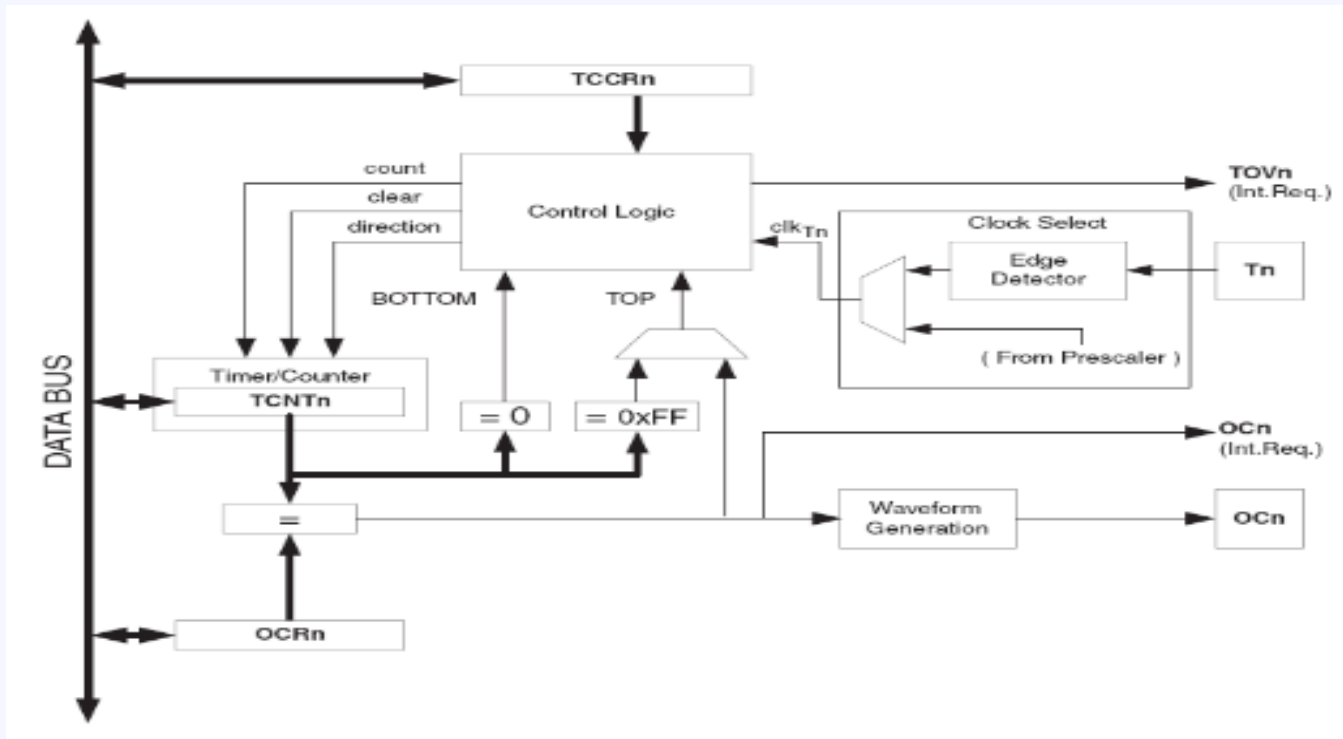 TCCRn
count
clear
direction
Control Logic
TOVn
(Int.Req.)
clkTn
Clock Select
Edge
Detector
Tn
BOTTOM
TOP
( From Prescaler )
Timer/Counter
TCNTn
= 0
= 0xFF
DATA BUS
OCn
(Int.Req.)
=
Waveform
Generation
OCn
OCRn